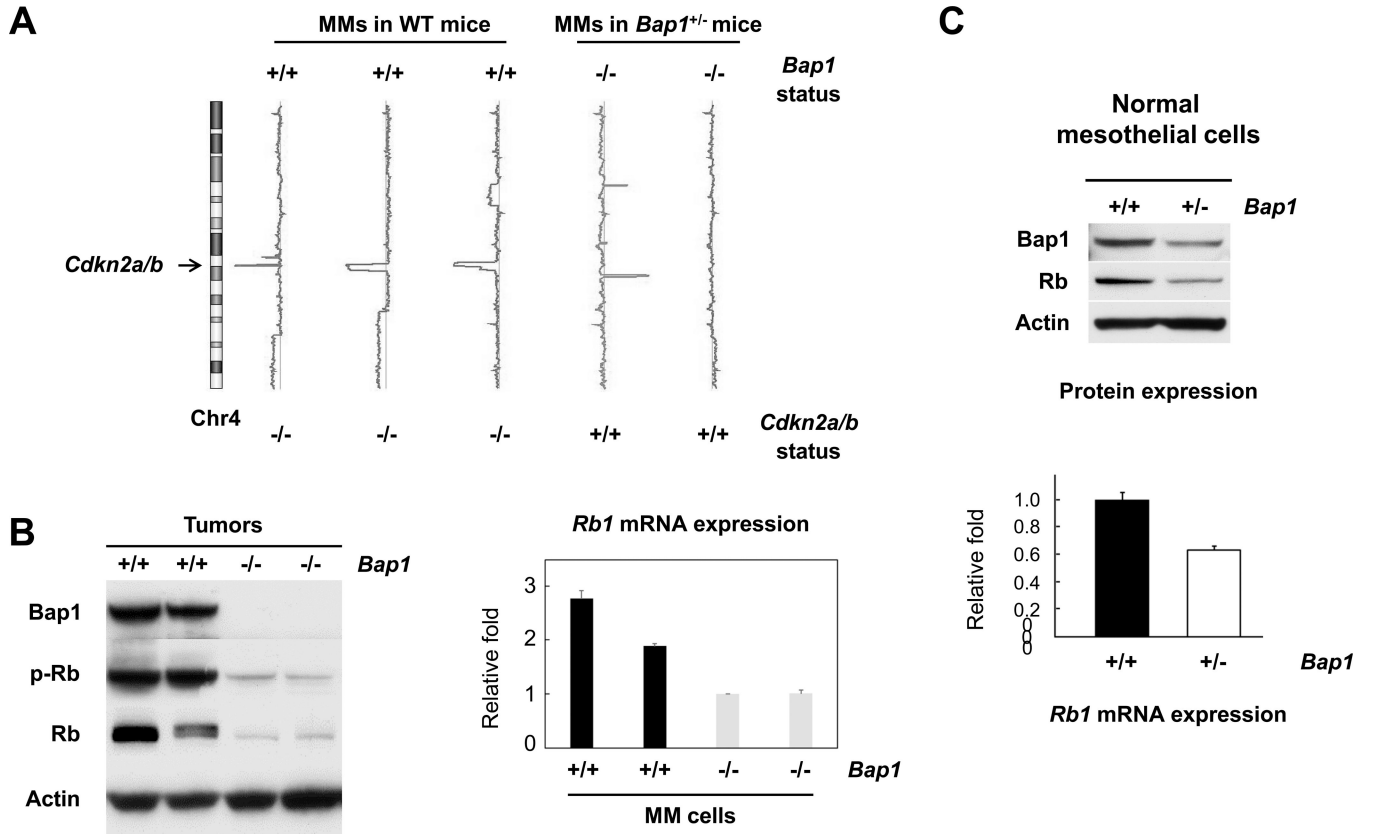 A
MMs in WT mice
MMs in Bap1+/- mice
+/+ +/+ +/+ -/- -/-
Bap1
status
Cdkn2a/b
Chr4
-/- -/- -/- +/+ +/+
Cdkn2a/b
status
B
Tumors
+/+ +/+ -/- -/- Bap1
Bap1
p-Rb
Rb
Actin
Rb1 mRNA expression
Relative fold
3
2
1
0
+/+ +/+ -/- -/- Bap1
MM cells
C
Normal
mesothelial cells
+/+ +/- Bap1
Bap1
Rb
Actin
Protein expression
Relative fold
1.0
0.8
0.6
0.4
0.2
0
0
0
+/+ +/- Bap1
Rb1 mRNA expression